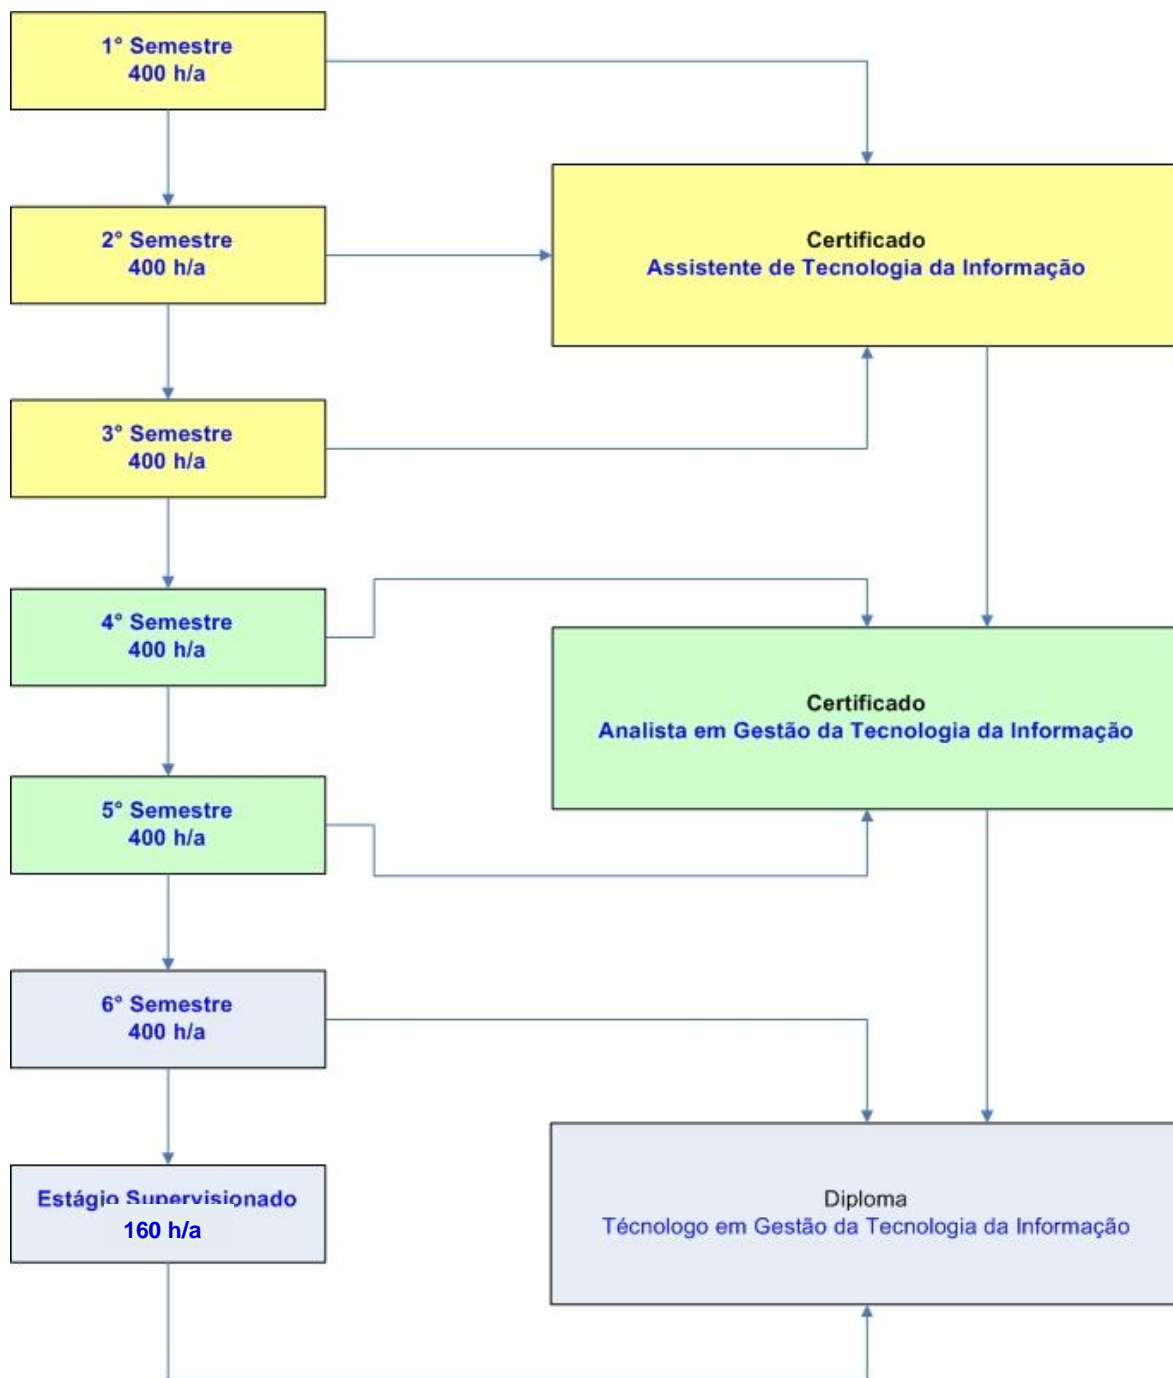 1° Semestre
400 h/a
2° Semestre
400 h/a
Certificado
Assistente de Tecnologia da Informação
3° Semestre
400 h/a
4° Semestre
400 h/a
Certificado
Analista em Gestão da Tecnologia da Informação
5° Semestre
400 h/a
6° Semestre
400 h/a
Estágio Supervisionado
160 h/a
Diploma
Técnologo em Gestão da Tecnologia da Informação